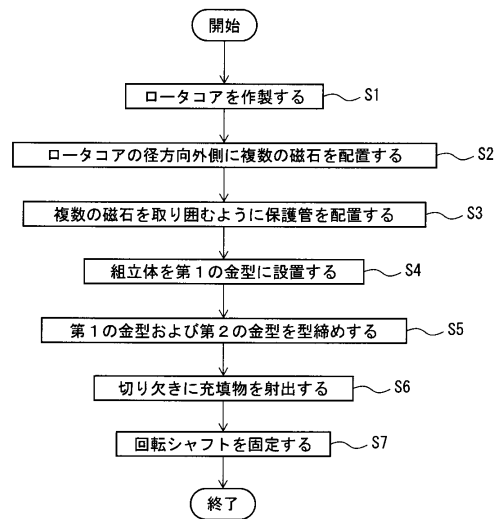 開始
ロータコアを作製する S1
ロータコアの径方向外側に複数の磁石を配置する S2
複数の磁石を取り囲むように保護管を配置する S3
組立体を第1の金型に設置する S4
第1の金型および第2の金型を型締めする S5
切り欠きに充填物を射出する S6
回転シャフトを固定する S7
終了